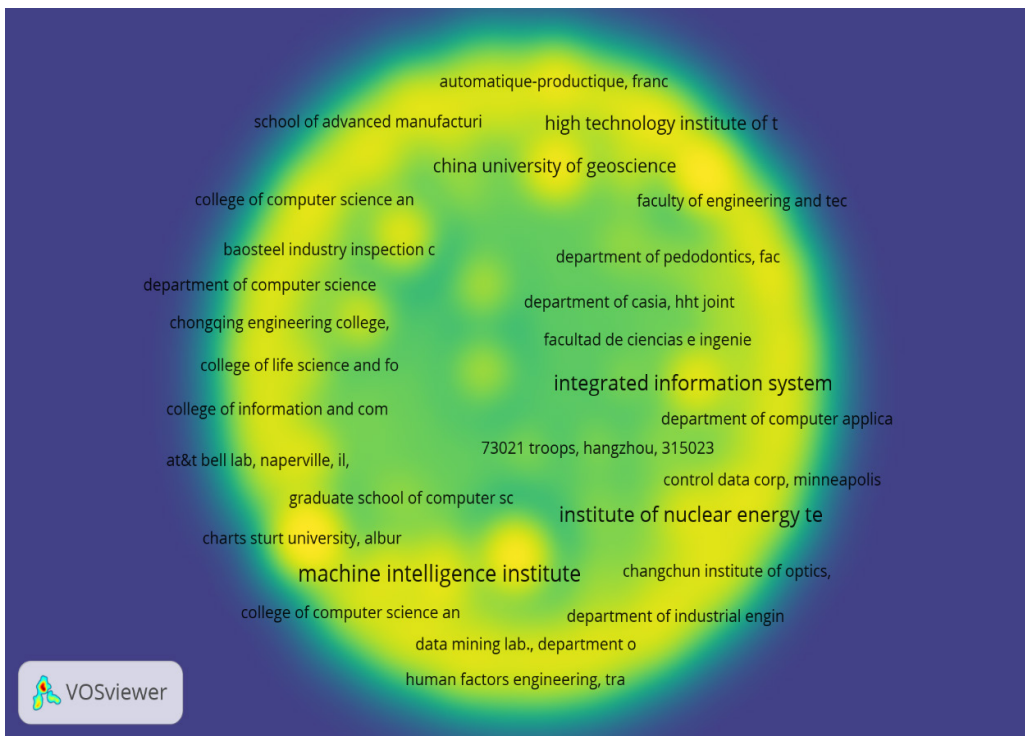 automatique-productique, franc
school of advanced manufacturi
high technology institute of t
china university of geoscience
college of computer science an
faculty of engineering and tec
baosteel industry inspection c
department of pedodontics, fac
department of computer science
department of casia, hht joint
chongqing engineering college,
facultad de ciencias e ingenie
college of life science and fo
integrated information system
college of information and com
department of computer applica
73021 troops, hangzhou, 315023
at&t bell lab, naperville, il,
control data corp, minneapolis
graduate school of computer sc
institute of nuclear energy te
charts sturt university, albur
machine intelligence institute
changchun institute of optics,
college of computer science an
department of industrial engin
data mining lab., department o
human factors engineering, tra
VOSviewer